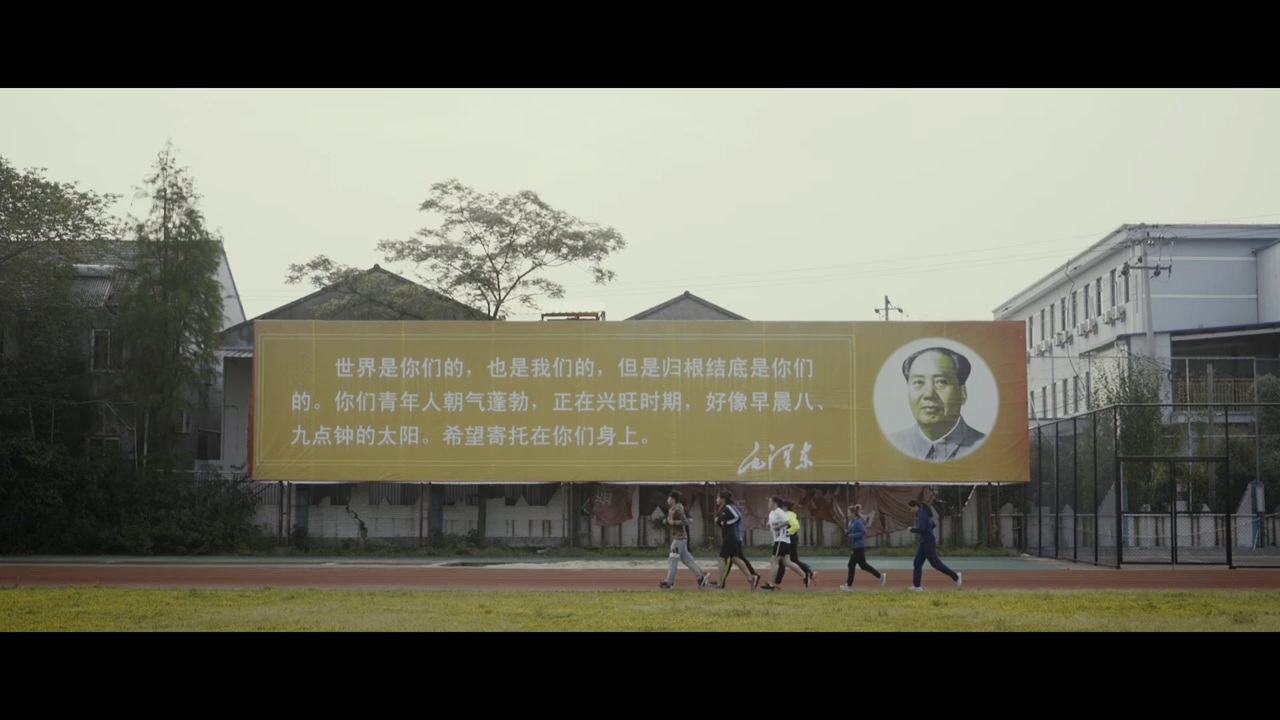 世界是你们的，也是我们的，但是归根结底是你们
的。你们青年人朝气蓬勃，正在兴旺时期，好像早晨八、
九点钟的太阳。希望寄托在你们身上。
毛泽东